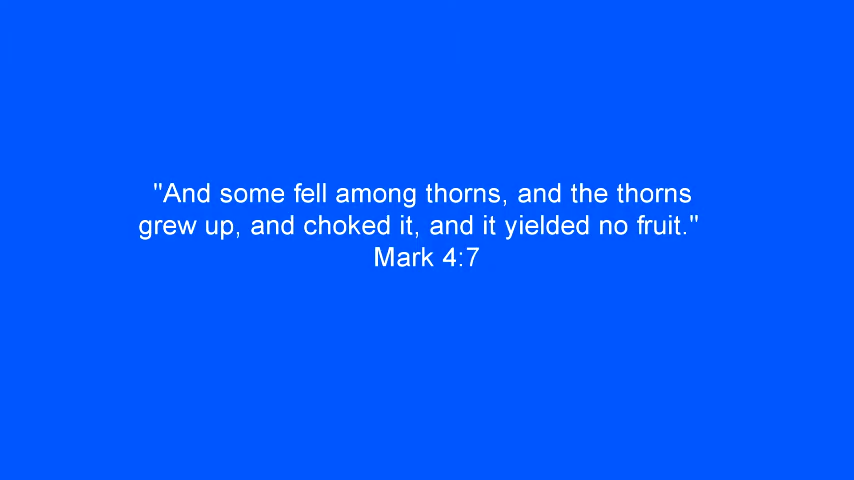 "And some fell among thorns, and the thorns
grew up, and choked it, and it yielded no fruit."
Mark 4:7